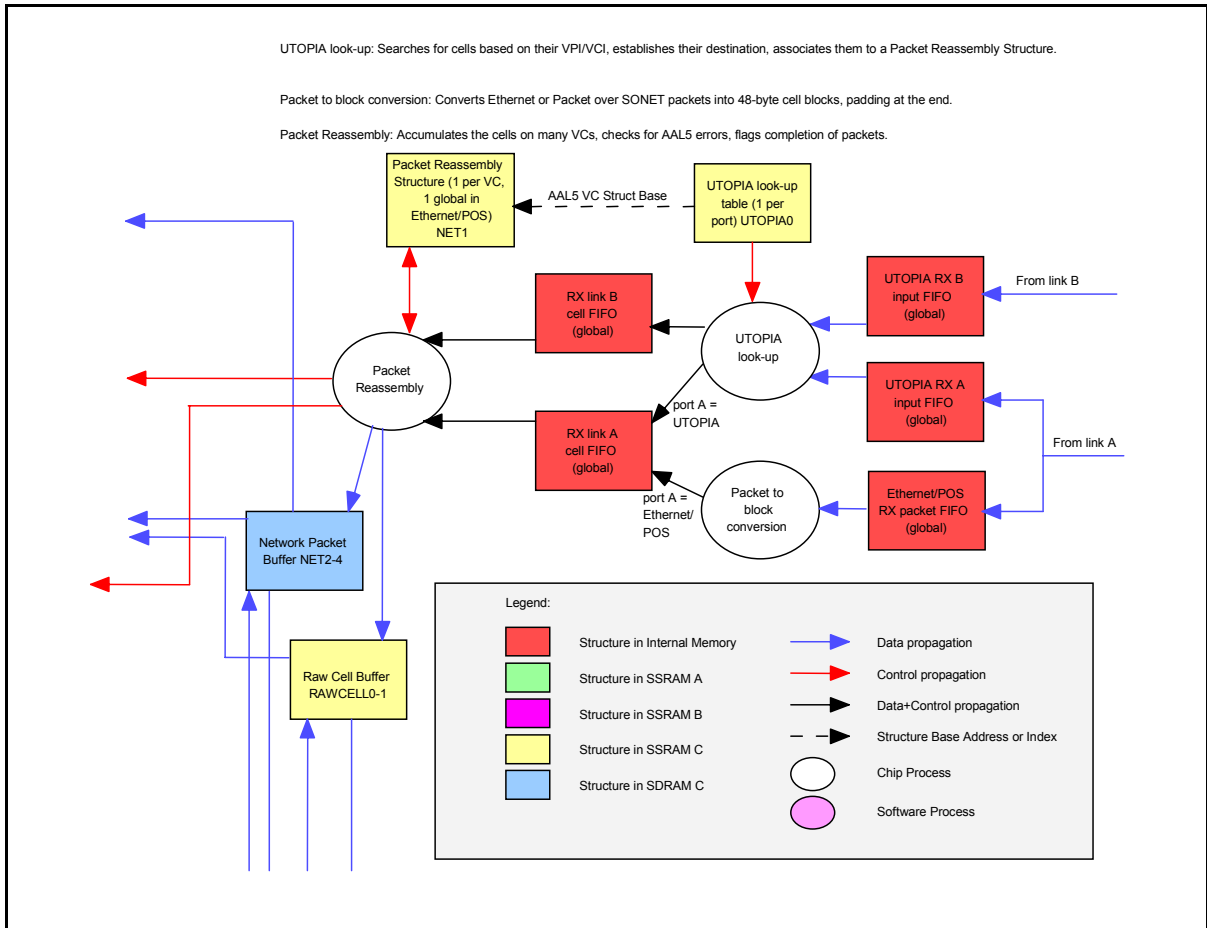 UTOPIA look-up: Searches for cells based on their VPI/VCI, establishes their destination, associates them to a Packet Reassembly Structure.
Packet to block conversion: Converts Ethernet or Packet over SONET packets into 48-byte cell blocks, padding at the end.
Packet Reassembly: Accumulates the cells on many VCs, checks for AAL5 errors, flags completion of packets.
Packet Reassembly
Structure (1 per VC,
1 global in
Ethernet/POS)
NET1
AAL5 VC Struct Base
UTOPIA look-up
table (1 per
port) UTOPIA0
RX link B
cell FIFO
(global)
UTOPIA RX B
input FIFO
(global)
From link B
UTOPIA
look-up
Packet
Reassembly
UTOPIA RX A
input FIFO
(global)
port A =
UTOPIA
RX link A
cell FIFO
(global)
From link A
port A =
Ethernet/
POS
Packet to
block
conversion
Ethernet/POS
RX packet FIFO
(global)
Network Packet
Buffer NET2-4
Raw Cell Buffer
RAWCELL0-1
Legend:
Structure in Internal Memory
Structure in SSRAM A
Structure in SSRAM B
Structure in SSRAM C
Structure in SDRAM C
Data propagation
Control propagation
Data+Control propagation
Structure Base Address or Index
Chip Process
Software Process